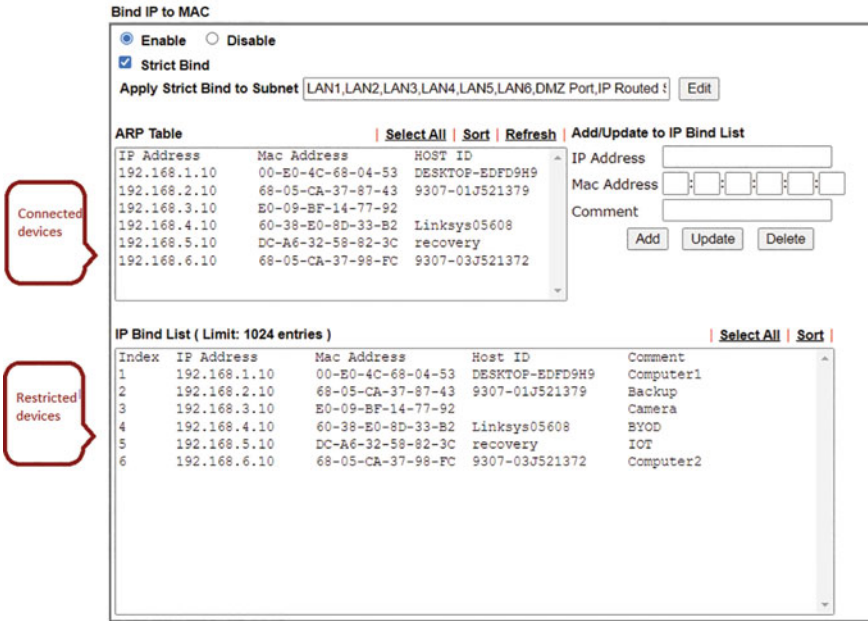 Bind IP to MAC
Enable Disable
Strict Bind
Apply Strict Bind to Subnet LAN1,LAN2,LAN3,LAN4,LAN5,LAN6,DMZ Port,IP Routed S Edit
ARP Table | Select All | Sort | Refresh |
IP Address Mac Address HOST ID
192.168.1.10 00-E0-4C-68-04-53 DESKTOP-EDFD9H9
192.168.2.10 68-05-CA-37-87-43 9307-01J521379
192.168.3.10 E0-09-BF-14-77-92
192.168.4.10 60-38-E0-8D-33-B2 Linksys05608
192.168.5.10 DC-A6-32-58-82-3C recovery
192.168.6.10 68-05-CA-37-98-FC 9307-03J521372
Add/Update to IP Bind List
IP Address
Mac Address : : : : :
Comment
Add Update Delete
Connected
devices
IP Bind List ( Limit: 1024 entries ) | Select All | Sort |
Index IP Address Mac Address Host ID Comment
1 192.168.1.10 00-E0-4C-68-04-53 DESKTOP-EDFD9H9 Computer1
2 192.168.2.10 68-05-CA-37-87-43 9307-01J521379 Backup
3 192.168.3.10 E0-09-BF-14-77-92 Camera
4 192.168.4.10 60-38-E0-8D-33-B2 Linksys05608 BYOD
5 192.168.5.10 DC-A6-32-58-82-3C recovery IOT
6 192.168.6.10 68-05-CA-37-98-FC 9307-03J521372 Computer2
Restricted
devices